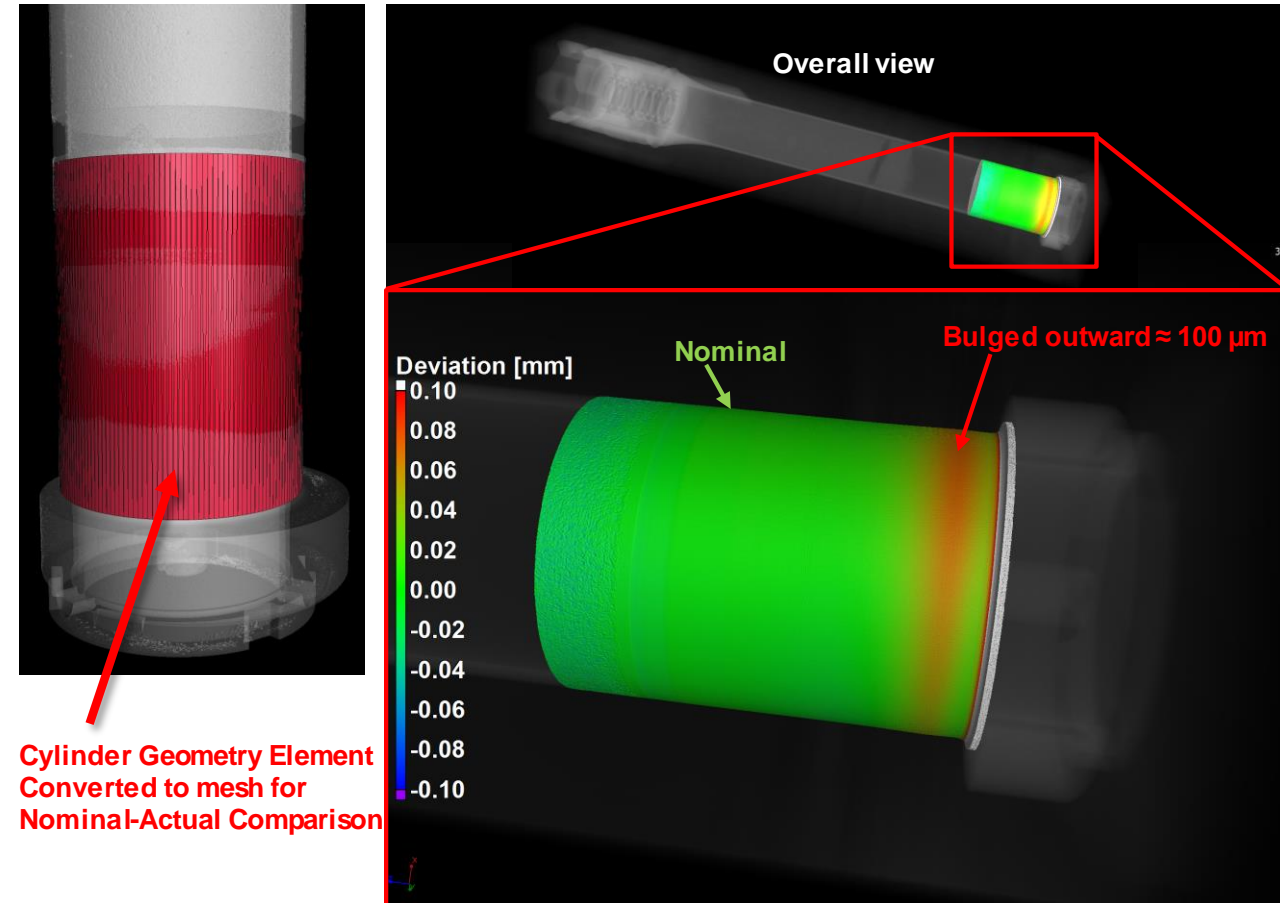 Overall view
3
Deviation [mm]
0.10
0.08
0.06
0.04
0.02
0.00
-0.02
-0.04
-0.06
-0.08
-0.10
Nominal
Bulged outward ≈ 100 µm
Cylinder Geometry Element
Converted to mesh for
Nominal-Actual Comparison